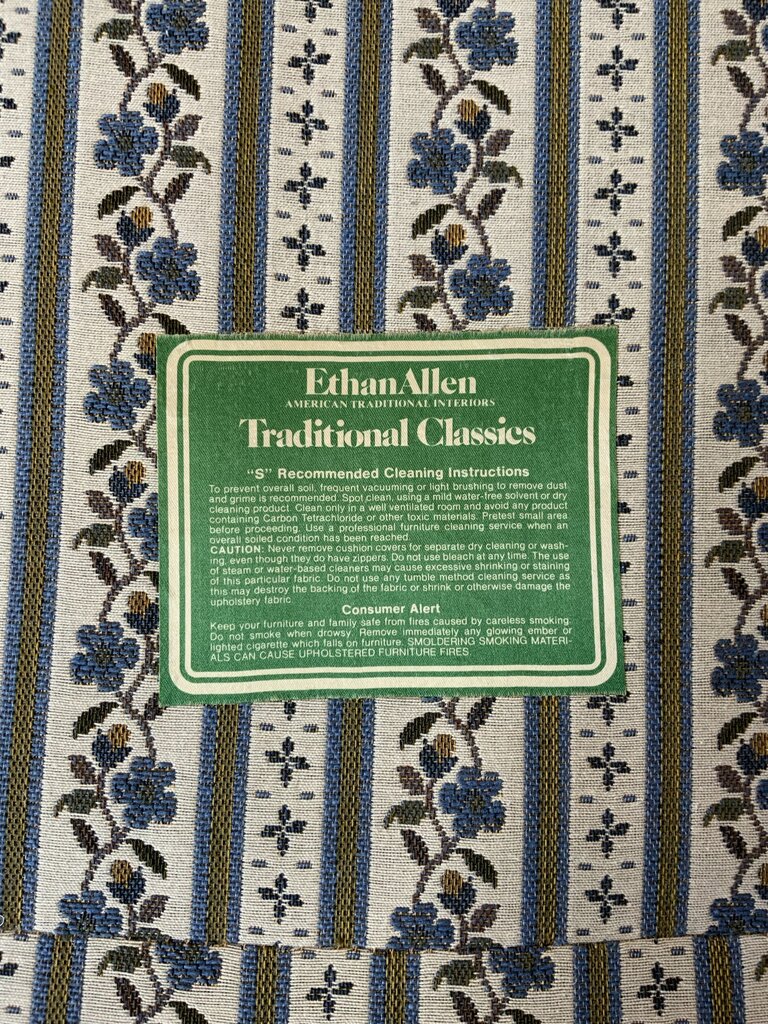 Ethan Allen
AMERICAN TRADITIONAL INTERIORS
Traditional Classics
"S" Recommended Cleaning Instructions
To prevent overall soil, frequent vacuuming or light brushing to remove dust
and grime is recommended. Spot clean, using a mild water-free solvent or dry
cleaning product. Clean only in a well ventilated room and avoid any product
containing Carbon Tetrachloride or other toxic materials. Pretest small area
before proceeding. Use a professional furniture cleaning service when an
overall soiled condition has been reached.
CAUTION: Never remove cushion covers for separate dry cleaning or wash-
ing, even though they do have zippers. Do not use bleach at any time. The use
of steam or water-based cleaners may cause excessive shrinking or staining
of this particular fabric. Do not use any tumble method cleaning service as
this may destroy the backing of the fabric or shrink or otherwise damage the
upholstery fabric.
Consumer Alert
Keep your furniture and family safe from fires caused by careless smoking.
Do not smoke when drowsy. Remove immediately any glowing ember or
lighted cigarette which falls on furniture. SMOLDERING SMOKING MATERI-
ALS CAN CAUSE UPHOLSTERED FURNITURE FIRES.